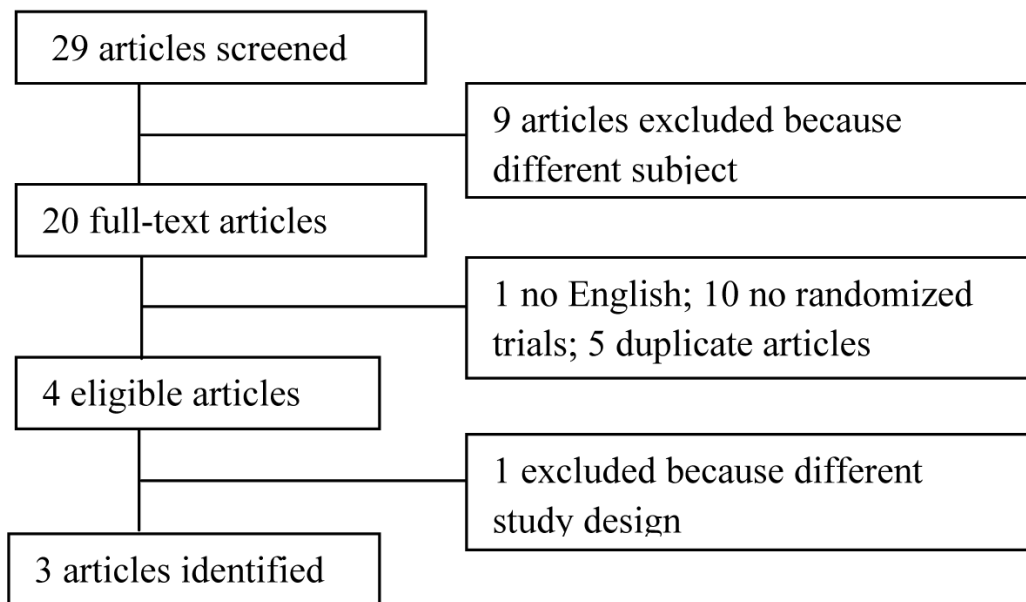 29 articles screened
9 articles excluded because
different subject
20 full-text articles
1 no English; 10 no randomized
trials; 5 duplicate articles
4 eligible articles
1 excluded because different
study design
3 articles identified